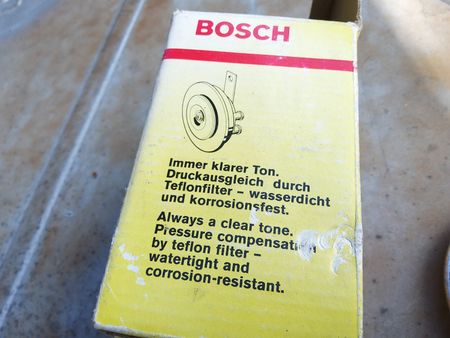 BOSCH
Immer klarer Ton.
Druckausgleich durch
Teflonfilter – wasserdicht
und korrosionsfest.
Always a clear tone.
Pressure compensation
by teflon filter –
watertight and
corrosion-resistant.